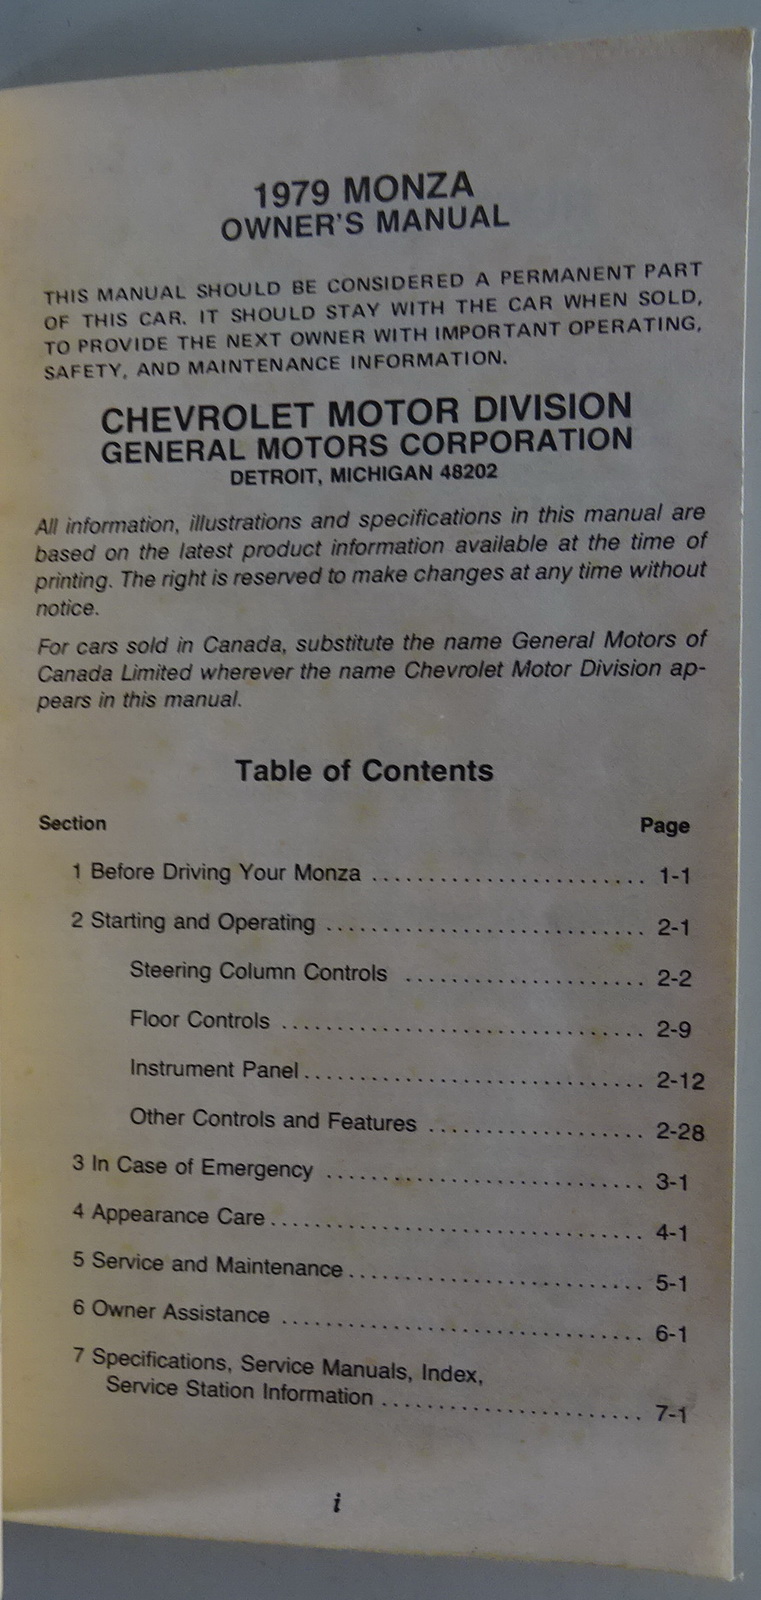 1979 MONZA
OWNER'S MANUAL
THIS MANUAL SHOULD BE CONSIDERED A PERMANENT PART
OF THIS CAR. IT SHOULD STAY WITH THE CAR WHEN SOLD,
TO PROVIDE THE NEXT OWNER WITH IMPORTANT OPERATING,
SAFETY, AND MAINTENANCE INFORMATION.
CHEVROLET MOTOR DIVISION
GENERAL MOTORS CORPORATION
DETROIT, MICHIGAN 48202
All information, illustrations and specifications in this manual are
based on the latest product information available at the time of
printing. The right is reserved to make changes at any time without
notice.
For cars sold in Canada, substitute the name General Motors of
Canada Limited wherever the name Chevrolet Motor Division ap-
pears in this manual.
Table of Contents
Section Page
1 Before Driving Your Monza ........................ 1-1
2 Starting and Operating ............................ 2-1
Steering Column Controls ..................... 2-2
Floor Controls ................................ 2-9
Instrument Panel .............................. 2-12
Other Controls and Features ................... 2-28
3 In Case of Emergency ............................ 3-1
4 Appearance Care ................................. 4-1
5 Service and Maintenance .......................... 5-1
6 Owner Assistance ................................ 6-1
7 Specifications, Service Manuals, Index,
Service Station Information ....................... 7-1
i